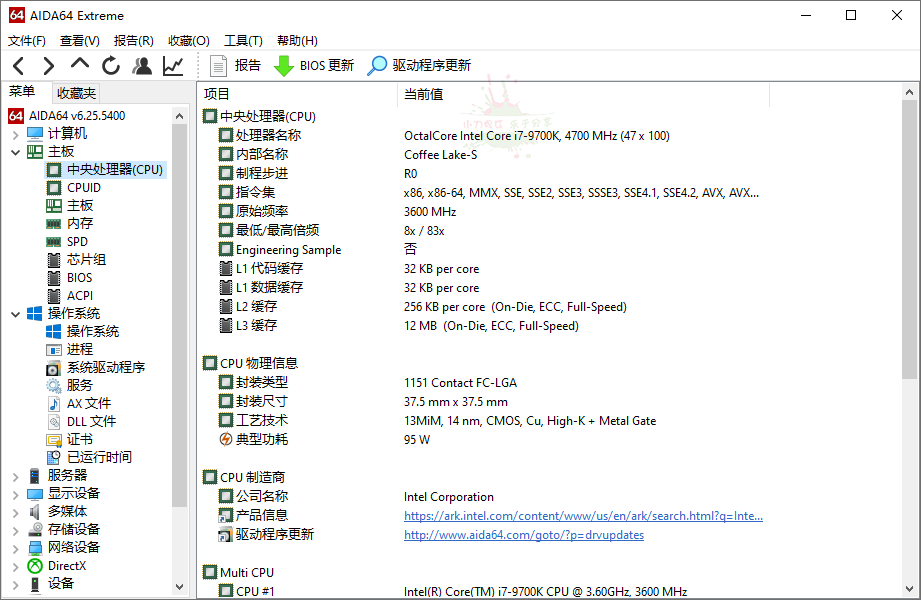 64 AIDA64 Extreme
文件(F) 查看(V) 报告(R) 收藏(O) 工具(T) 帮助(H)
报告 BIOS 更新 驱动程序更新
菜单 收藏夹
64 AIDA64 v6.25.5400
计算机
主板
中央处理器(CPU)
CPUID
主板
内存
SPD
芯片组
BIOS
ACPI
操作系统
操作系统
进程
系统驱动程序
服务
AX 文件
DLL 文件
证书
已运行时间
服务器
显示设备
多媒体
存储设备
网络设备
DirectX
设备
项目 当前值
中央处理器(CPU)
处理器名称 OctalCore Intel Core i7-9700K, 4700 MHz (47 x 100)
内部名称 Coffee Lake-S
制程步进 R0
指令集 x86, x86-64, MMX, SSE, SSE2, SSE3, SSSE3, SSE4.1, SSE4.2, AVX, AVX...
原始频率 3600 MHz
最低/最高倍频 8x / 83x
Engineering Sample 否
L1 代码缓存 32 KB per core
L1 数据缓存 32 KB per core
L2 缓存 256 KB per core (On-Die, ECC, Full-Speed)
L3 缓存 12 MB (On-Die, ECC, Full-Speed)
CPU 物理信息
封装类型 1151 Contact FC-LGA
封装尺寸 37.5 mm x 37.5 mm
工艺技术 13MiM, 14 nm, CMOS, Cu, High-K + Metal Gate
典型功耗 95 W
CPU 制造商
公司名称 Intel Corporation
产品信息 https://ark.intel.com/content/www/us/en/ark/search.html?q=Inte...
驱动程序更新 http://www.aida64.com/goto/?p=drvupdates
Multi CPU
CPU #1 Intel(R) Core(TM) i7-9700K CPU @ 3.60GHz, 3600 MHz